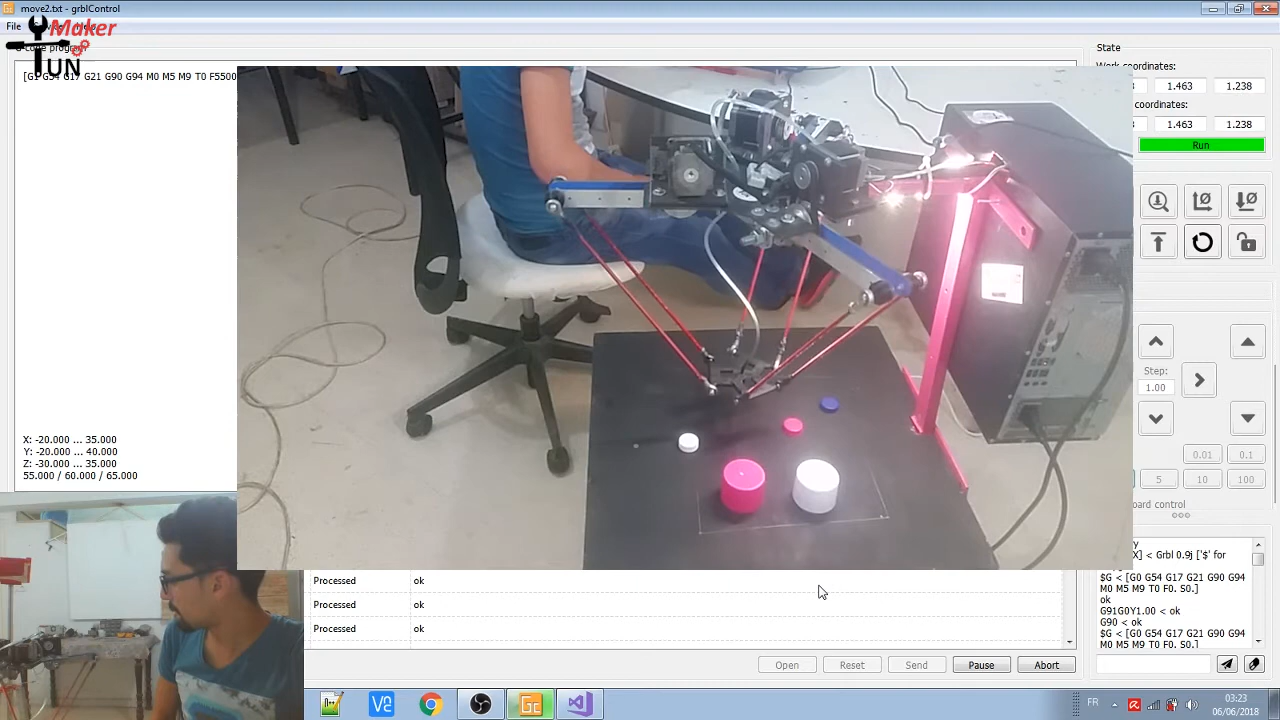 move2.txt - grblControl
File
Help
Maker
TUN
G-code program
[G1 G54 G17 G21 G90 G94 M0 M5 M9 T0 F5500
X: -20.000 ... 35.000
Y: -20.000 ... 40.000
Z: -30.000 ... 35.000
55.000 / 60.000 / 65.000
State
Work coordinates:
1.463
1.238
coordinates:
1.463
1.238
Run
Step:
1.00
0.01
0.1
5
10
100
board control
Y
X] < Grbl 0.9j ['$' for
$G < [G0 G54 G17 G21 G90 G94
M0 M5 M9 T0 F0. S0.]
ok
G91G0Y1.00 < ok
G90 < ok
$G < [G0 G54 G17 G21 G90 G94
M0 M5 M9 T0 F0. S0.]
Processed
ok
Processed
ok
Processed
ok
Open
Reset
Send
Pause
Abort
FR
03:23
06/06/2018